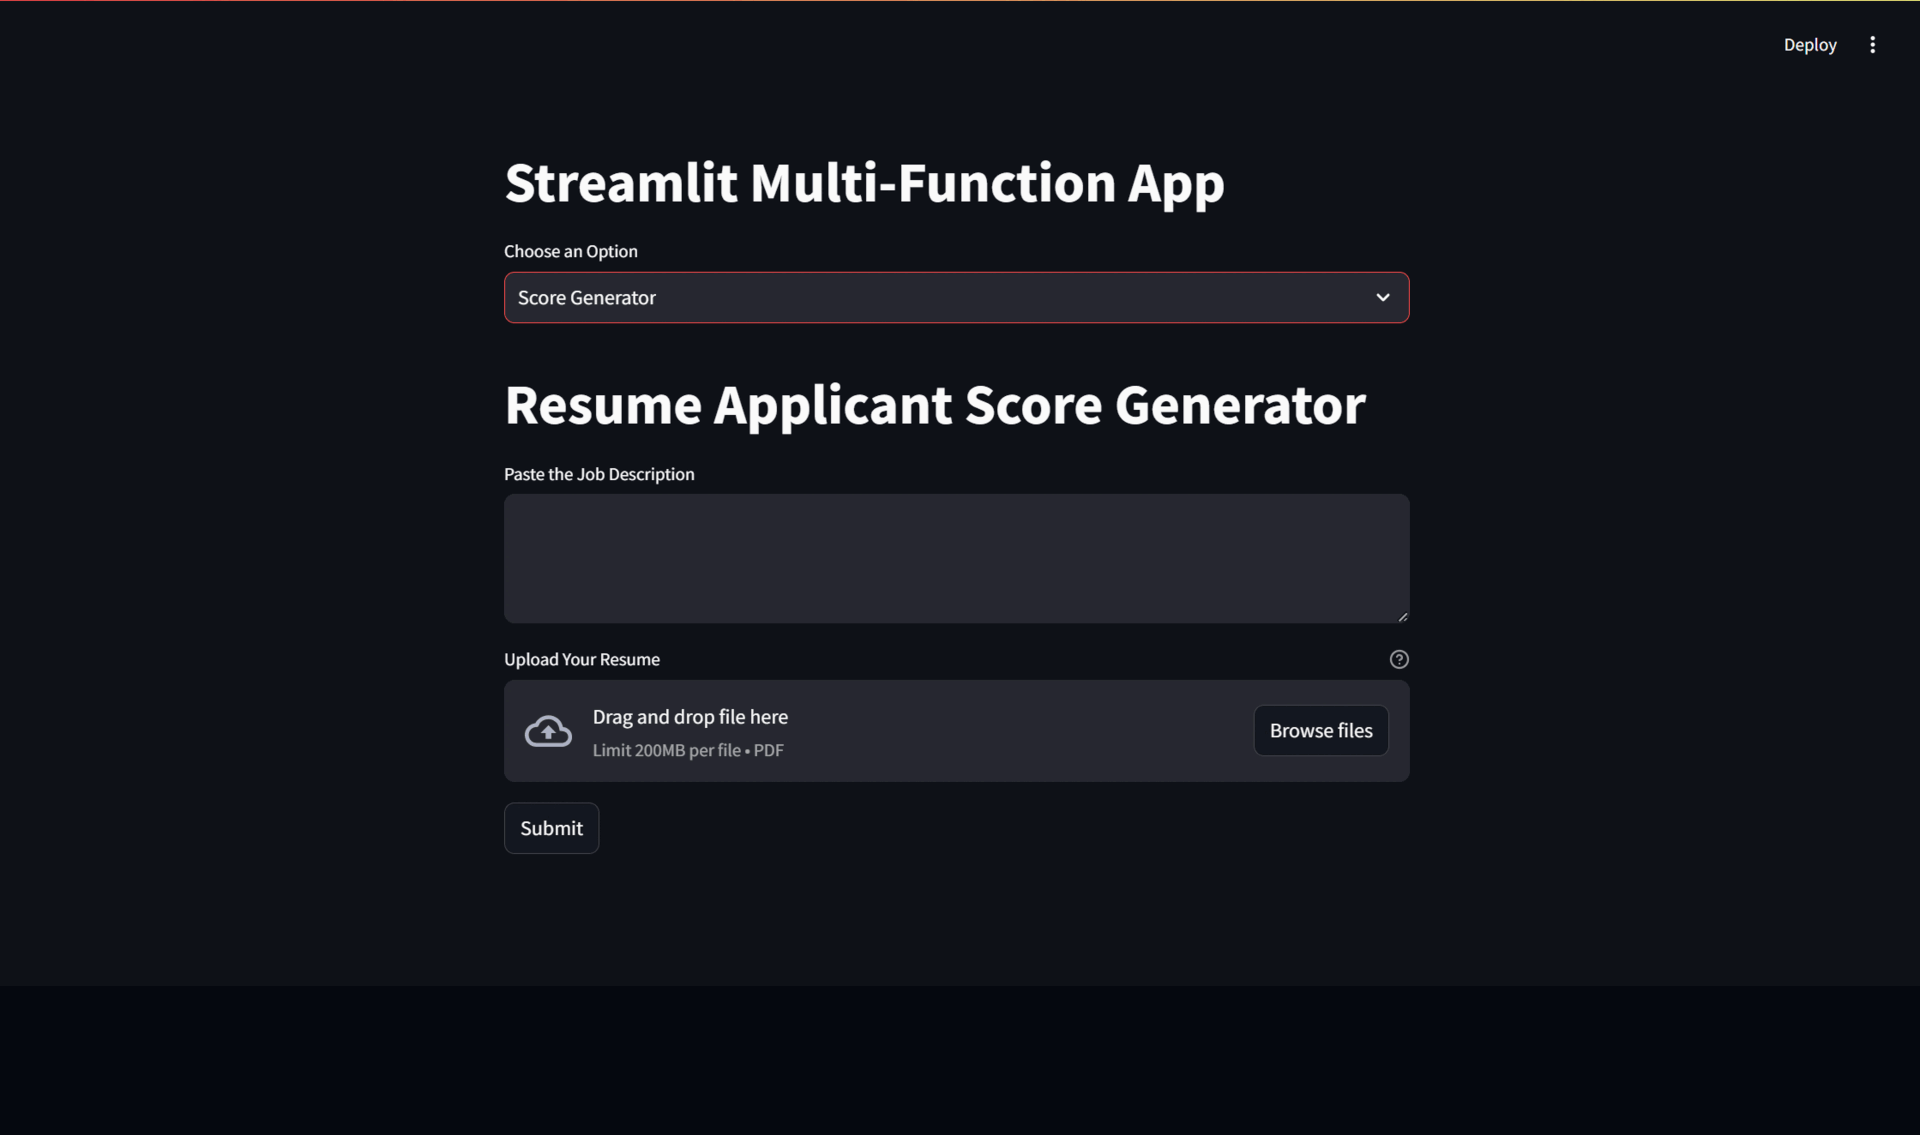 Deploy
Streamlit Multi-Function App
Choose an Option
Score Generator
Resume Applicant Score Generator
Paste the Job Description
Upload Your Resume
Drag and drop file here
Limit 200MB per file • PDF
Browse files
Submit